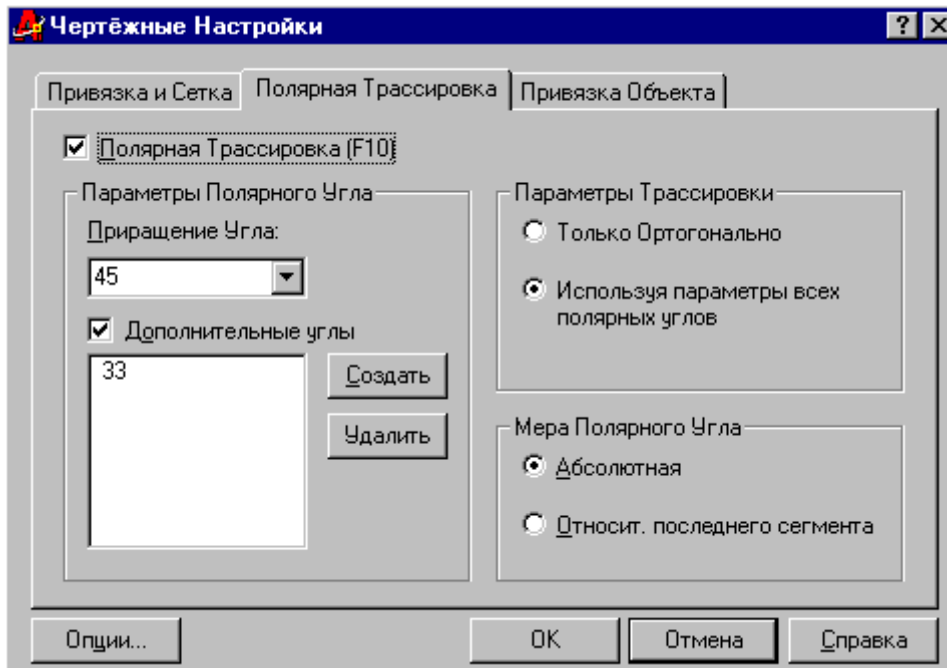 Чертёжные Настройки
Привязка и Сетка
Полярная Трассировка
Привязка Объекта
Полярная Трассировка (F10)
Параметры Полярного Угла
Приращение Угла:
45
Дополнительные углы
33
Создать
Удалить
Параметры Трассировки
Только Ортогонально
Используя параметры всех
полярных углов
Мера Полярного Угла
Абсолютная
Относит. последнего сегмента
Опции...
OK
Отмена
Справка